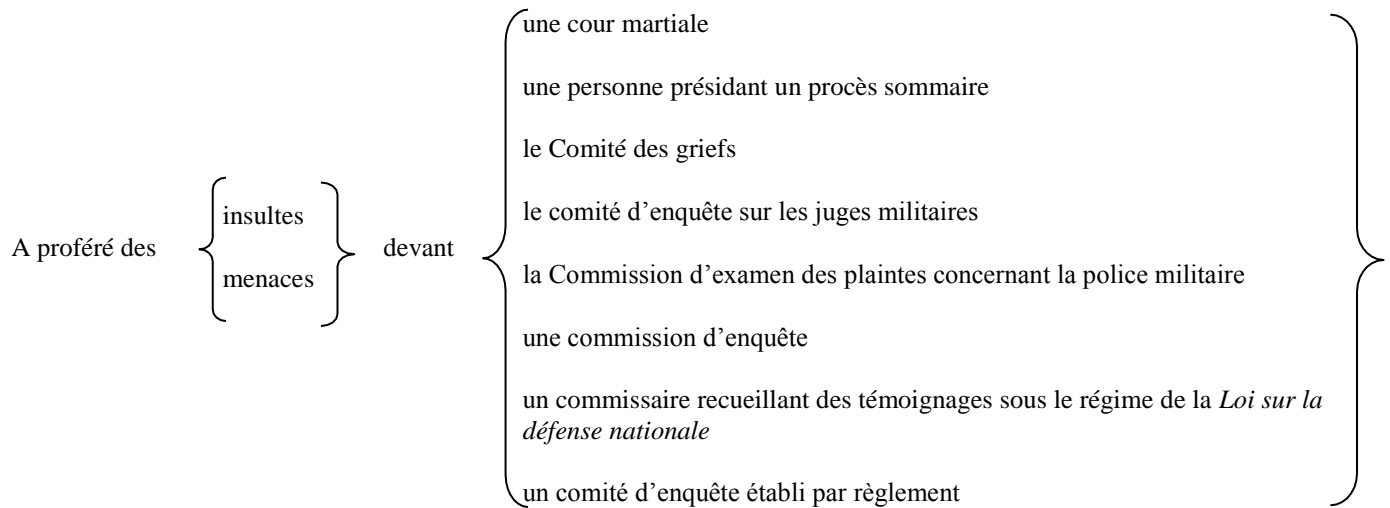 A proféré des
insultes
menaces
devant
une cour martiale
une personne présidant un procès sommaire
le Comité des griefs
le comité d’enquête sur les juges militaires
la Commission d’examen des plaintes concernant la police militaire
une commission d’enquête
un commissaire recueillant des témoignages sous le régime de la Loi sur la
défense nationale
un comité d’enquête établi par règlement